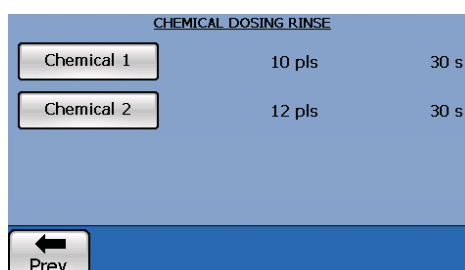 CHEMICAL DOSING RINSE
Chemical 1 10 pls 30 s
Chemical 2 12 pls 30 s
Prev